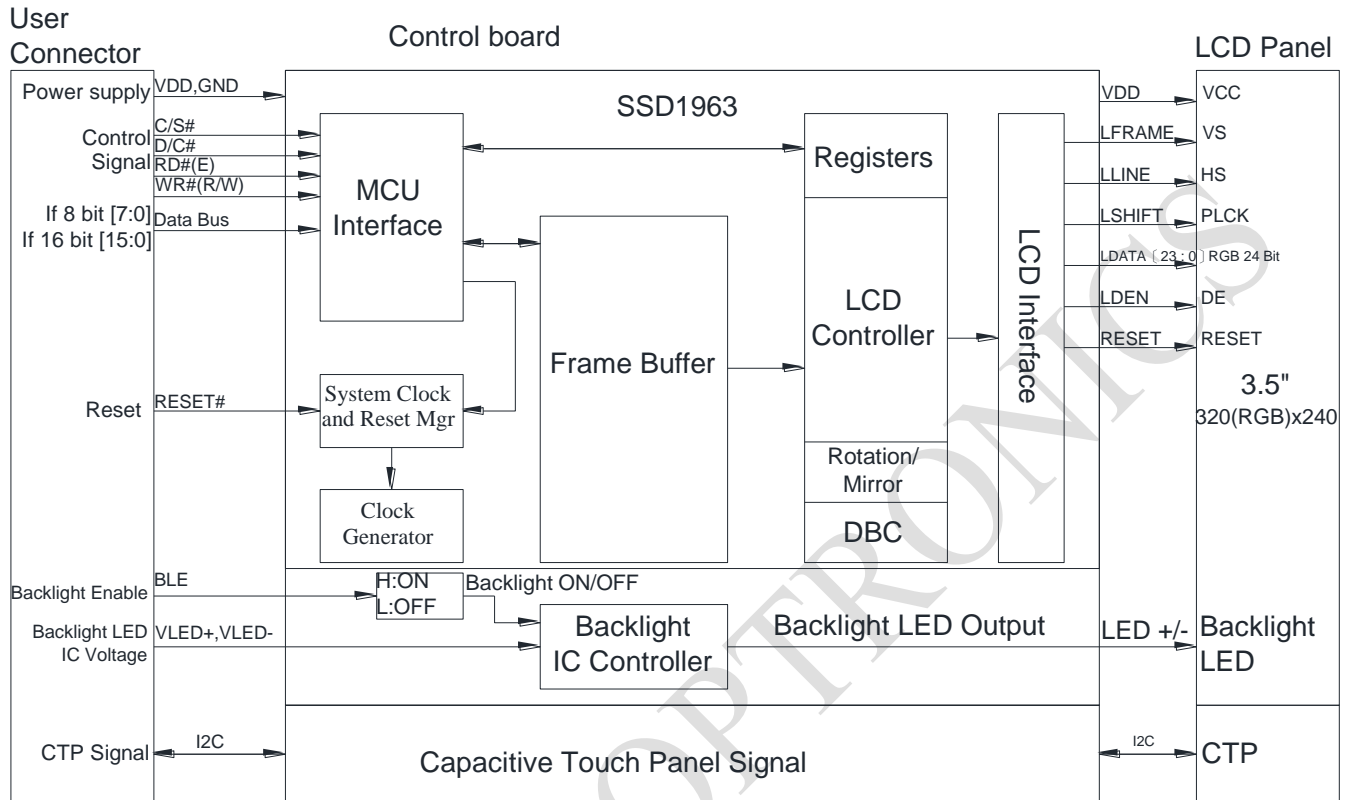 User
Connector
Control board
LCD Panel
Power supply
VDD,GND
Control
Signal
C/S#
D/C#
RD#(E)
WR#(R/W)
If 8 bit [7:0]
If 16 bit [15:0]
Data Bus
Reset
RESET#
Backlight Enable
BLE
Backlight LED
IC Voltage
VLED+,VLED-
CTP Signal
I2C
SSD1963
MCU
Interface
System Clock
and Reset Mgr
Clock
Generator
Frame Buffer
Registers
LCD
Controller
Rotation/
Mirror
DBC
LCD Interface
H:ON
L:OFF
Backlight ON/OFF
Backlight
IC Controller
Backlight LED Output
Capacitive Touch Panel Signal
VDD
VCC
LFRAME
VS
LLINE
HS
LSHIFT
PLCK
LDATA〔23:0〕
RGB 24 Bit
LDEN
DE
RESET
RESET
3.5"
320(RGB)x240
LED +/-
Backlight
LED
I2C
CTP
OPTRONICS